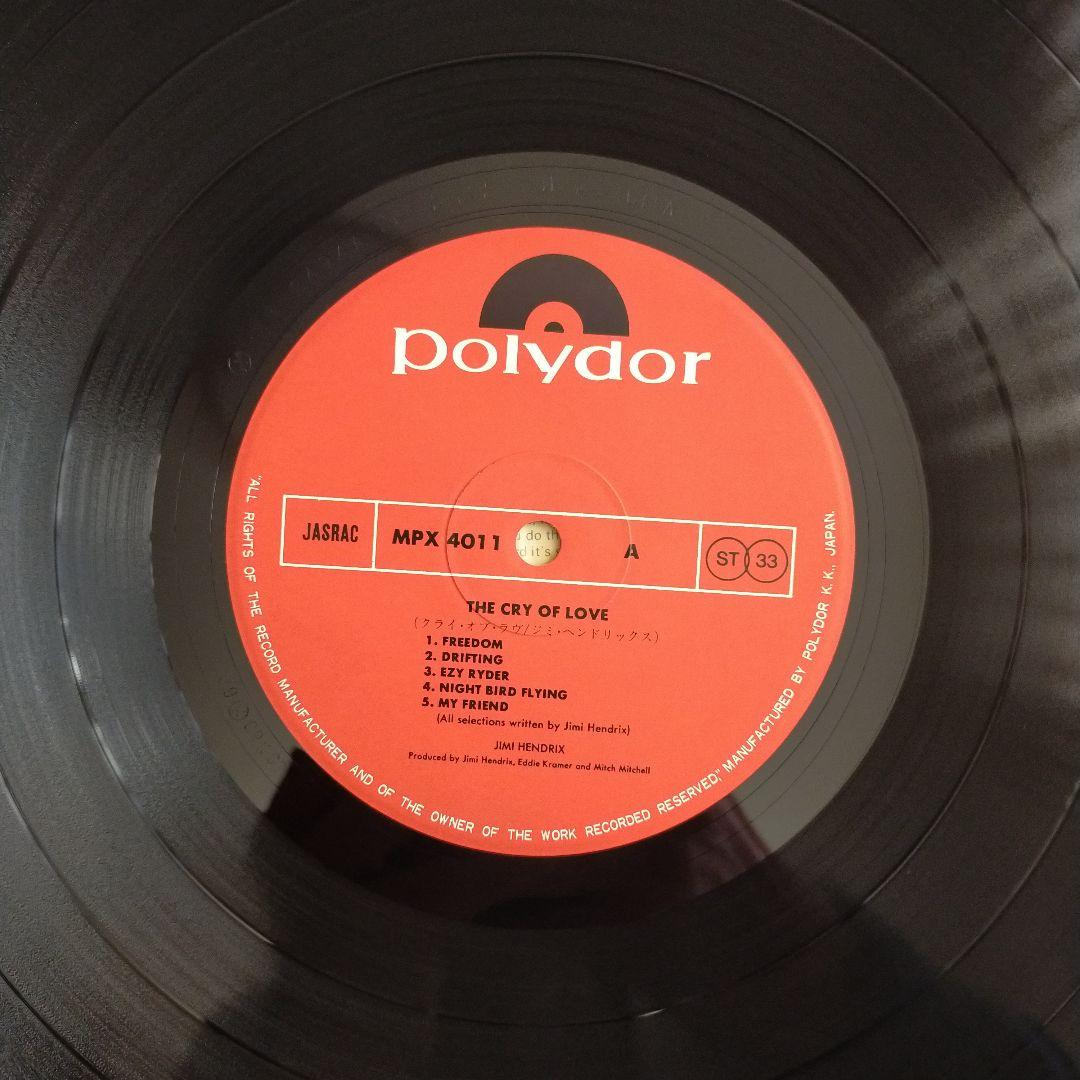 polydor
JASRAC
MPX 4011
A
ST 33
do th
d it's
THE CRY OF LOVE
(クライ・オブ・ラヴ/ジミ・ヘンドリックス)
1. FREEDOM
2. DRIFTING
3. EZY RYDER
4. NIGHT BIRD FLYING
5. MY FRIEND
(All selections written by Jimi Hendrix)
JIMI HENDRIX
Produced by Jimi Hendrix, Eddie Kramer and Mitch Mitchell
"ALL RIGHTS OF THE RECORD MANUFACTURER AND OF THE OWNER OF THE WORK RECORDED RESERVED," MANUFACTURED BY POLYDOR K.K., JAPAN.